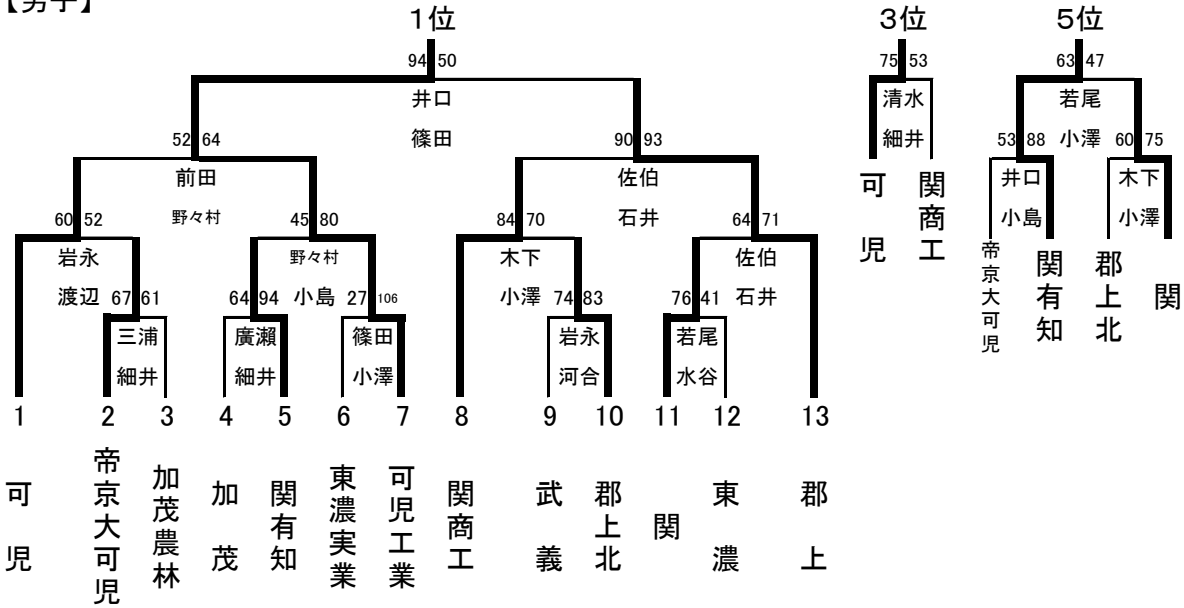 【男子】
1位 3位 5位
94 50 75 53 63 47
井口 清水 若尾
篠田 細井 小澤
52 64 90 93 53 88 60 75
前田 佐伯 井口 木下
野々村 石井 小島 小澤
可児 関商工
60 52 45 80 84 70 64 71
岩永 野々村 木下 佐伯
渡辺 小島 小澤 石井
帝京大可児 関有知 郡上北 関
67 61 64 94 27 106 74 83 76 41
三浦 廣瀬 篠田 岩永 若尾
細井 細井 小澤 河合 水谷
1 2 3 4 5 6 7 8 9 10 11 12 13
可児 帝京大可児 加茂農林 加茂 関有知 東濃実業 可児工業 関商工 武義 郡上北 関 東濃 郡上